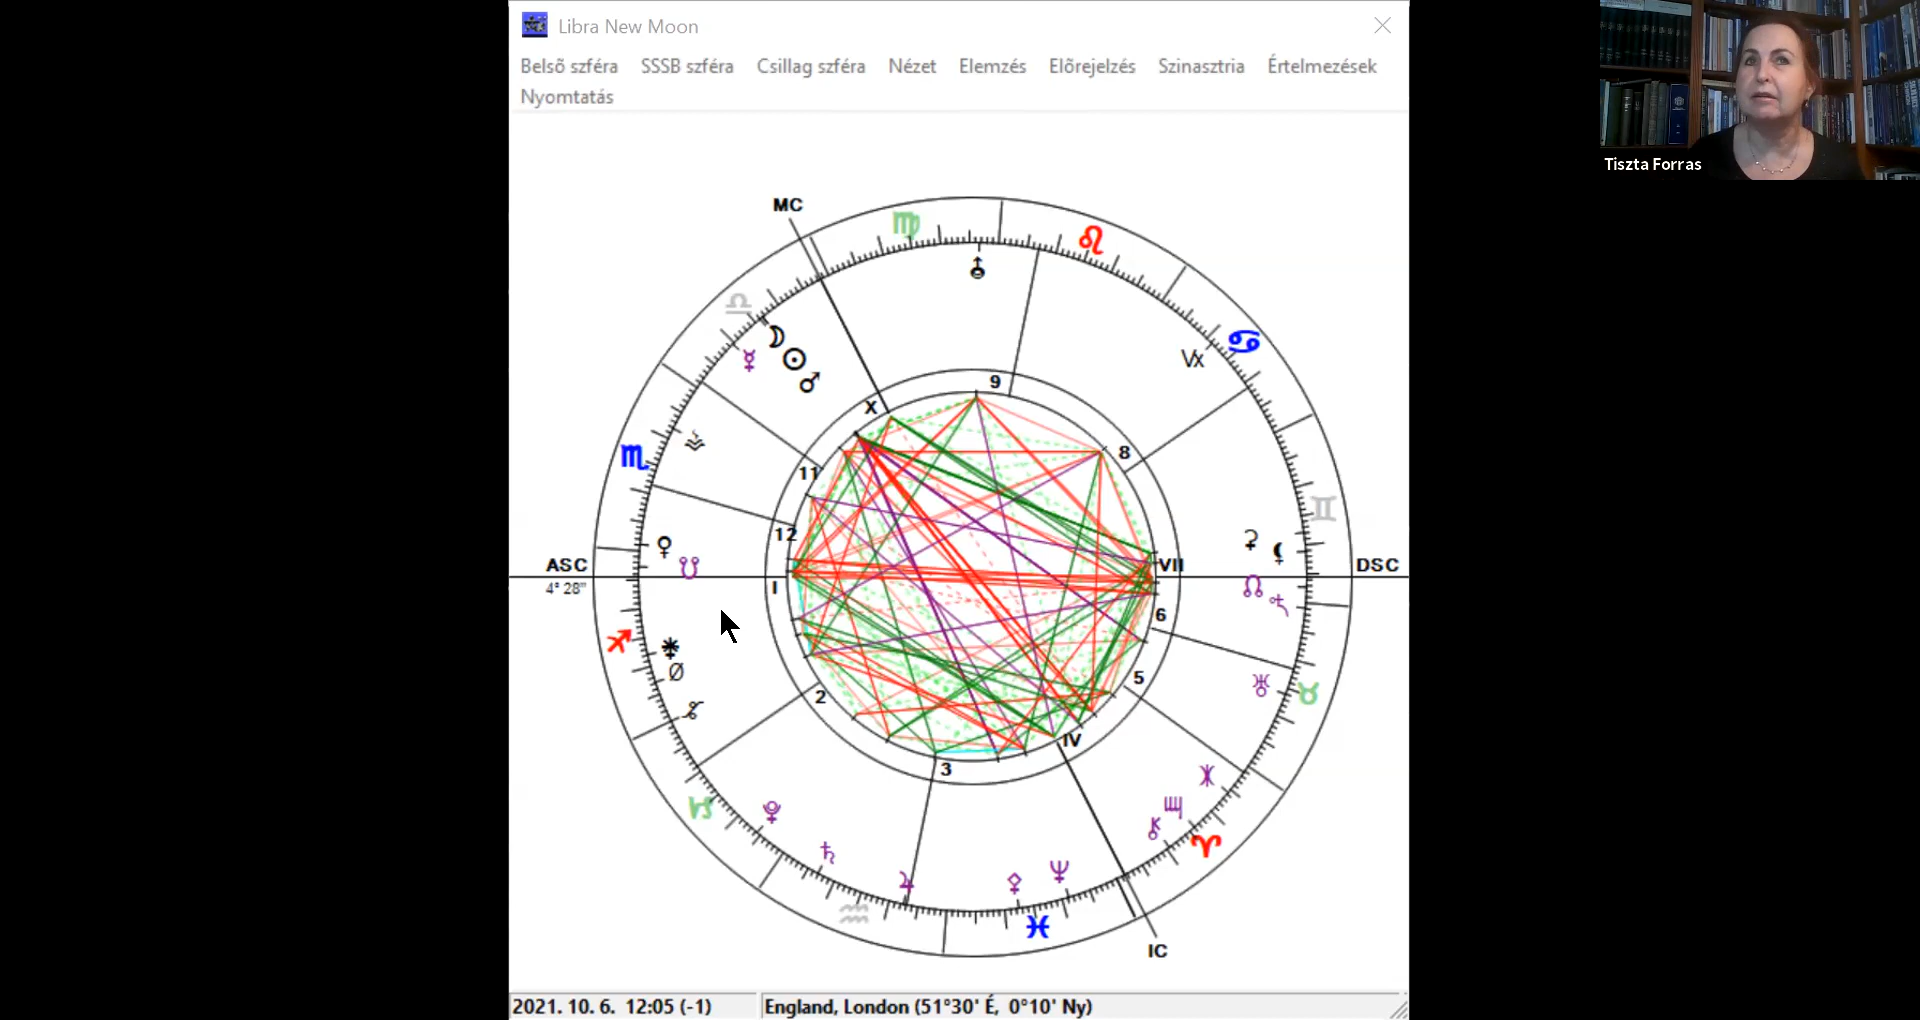 Libra New Moon
Belső szféra SSSB szféra Csillag szféra Nézet Elemzés Előrejelzés Szinasztria Értelmezések
Nyomtatás
Tiszta Forras
MC
9
X
8
11
12
ASC
VII
DSC
4° 28"
I
6
5
2
IV
3
Vx
IC
2021. 10. 6. 12:05 (-1) England, London (51°30' É, 0°10' Ny)